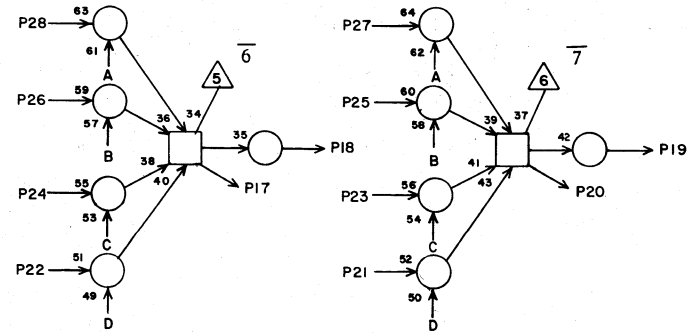 P28 63 61 A 6̅ 5
P26 59 57 B 36 34 35 P18
P24 55 53 C 38 40 P17
P22 51 49 D
P27 64 62 A 7̅ 6
P25 60 58 B 39 37 42 P19
P23 56 54 C 41 43 P20
P21 52 50 D